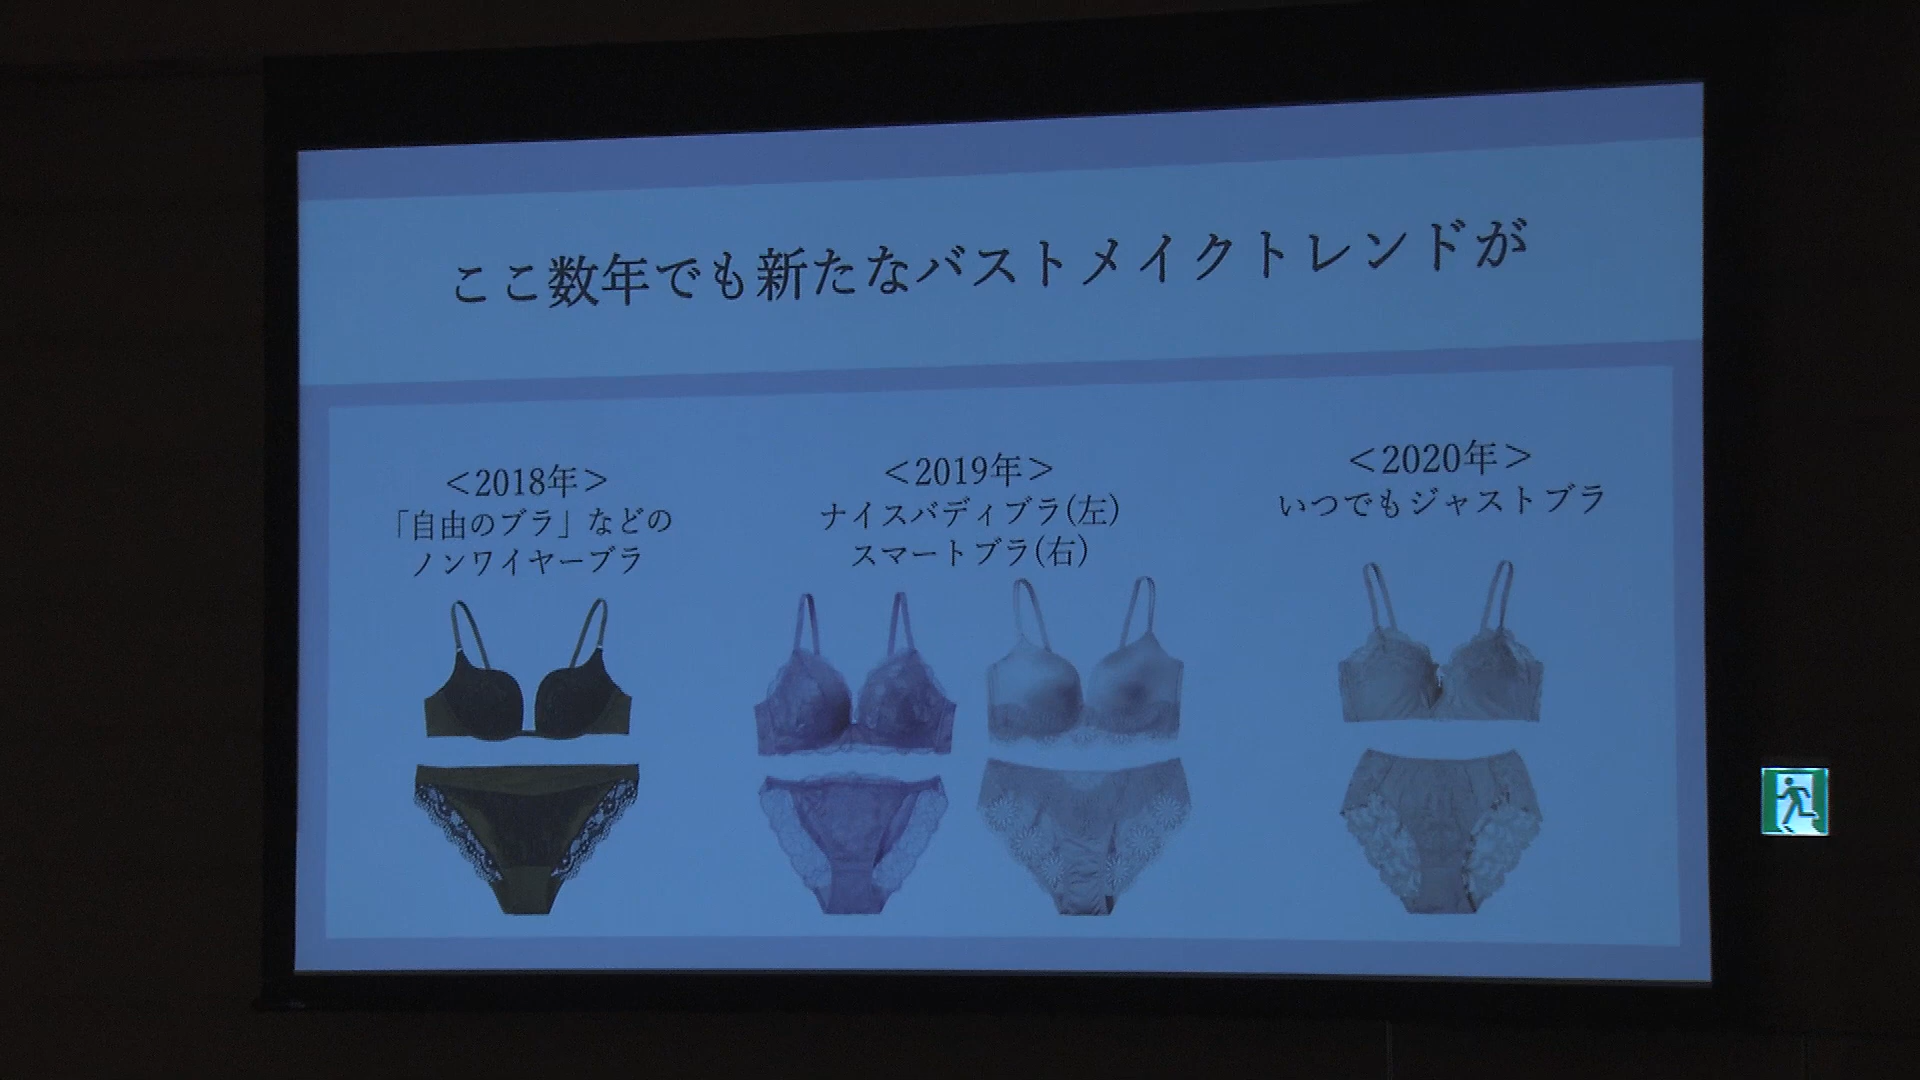 ここ数年でも新たなバストメイクトレンドが
＜2018年＞
「自由のブラ」などの
ノンワイヤーブラ
＜2019年＞
ナイスバディブラ(左)
スマートブラ(右)
＜2020年＞
いつでもジャストブラ